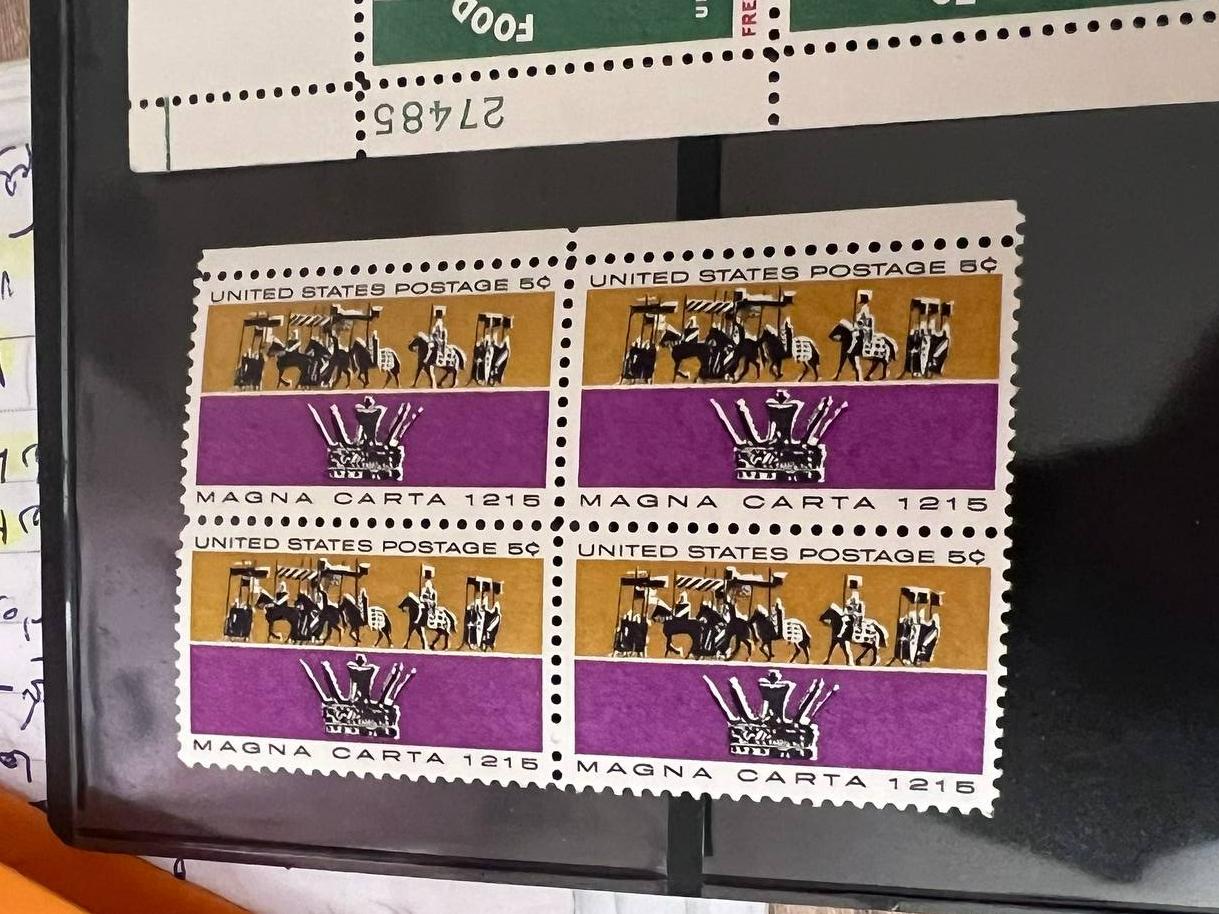 FOOD
FRE
27485
UNITED STATES POSTAGE 5¢
UNITED STATES POSTAGE 5¢
MAGNA CARTA 1215
MAGNA CARTA 1215
UNITED STATES POSTAGE 5¢
UNITED STATES POSTAGE 5¢
MAGNA CARTA 1215
MAGNA CARTA 1215